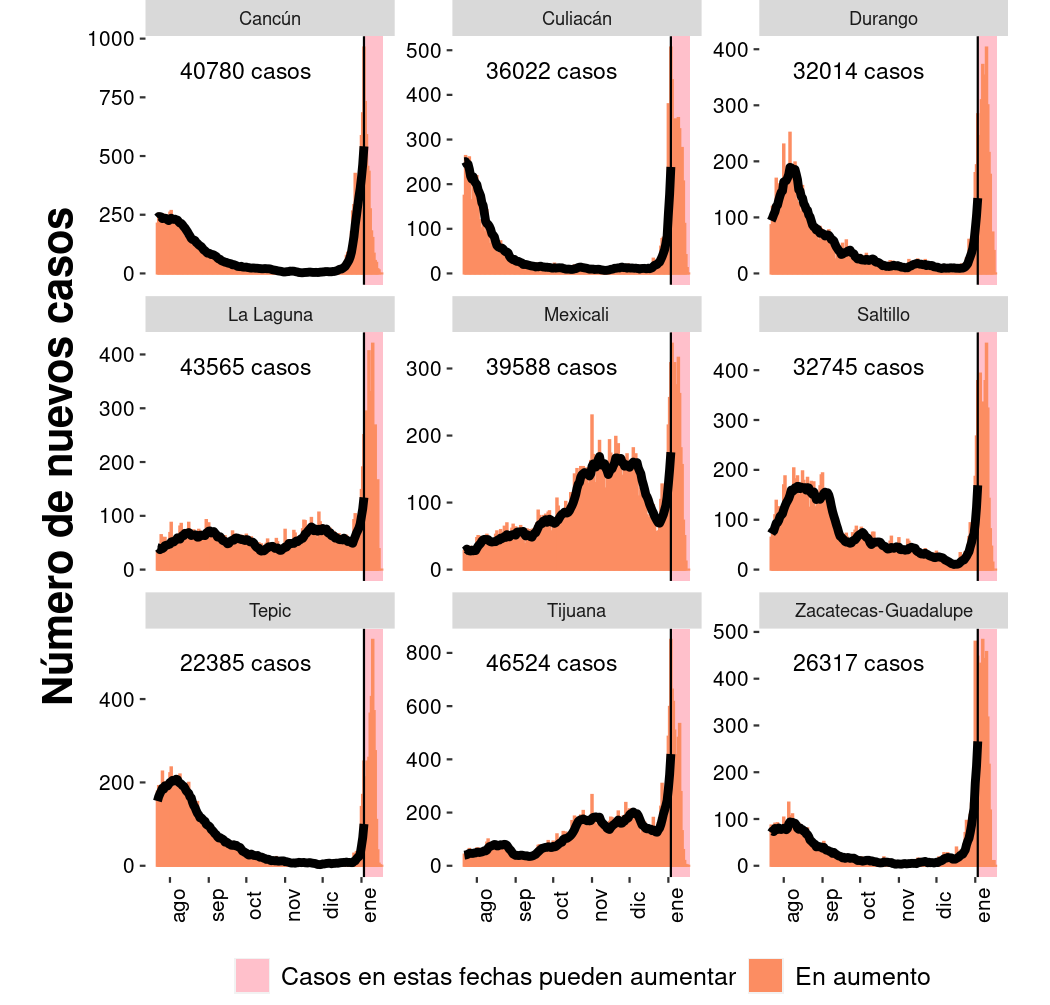 Número de nuevos casos
Cancún
40780 casos
1000
750
500
250
0
Culiacán
36022 casos
500
400
300
200
100
0
Durango
32014 casos
400
300
200
100
0
La Laguna
43565 casos
400
300
200
100
0
Mexicali
39588 casos
300
200
100
0
Saltillo
32745 casos
400
300
200
100
0
Tepic
22385 casos
400
200
0
ago sep oct nov dic ene
Tijuana
46524 casos
800
600
400
200
0
ago sep oct nov dic ene
Zacatecas-Guadalupe
26317 casos
500
400
300
200
100
0
ago sep oct nov dic ene
Casos en estas fechas pueden aumentar En aumento